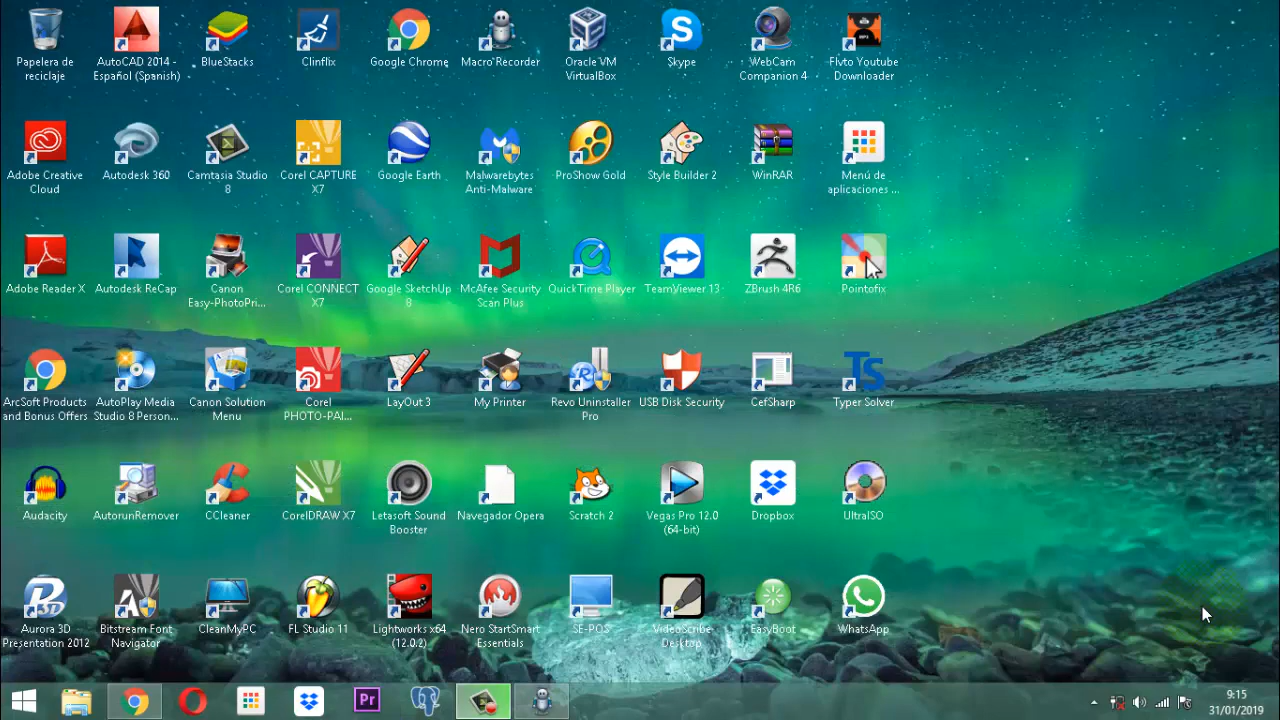 Papelera de
reciclaje
AutoCAD 2014 -
Español (Spanish)
BlueStacks
Clinflix
Google Chrome
Macro Recorder
Oracle VM
VirtualBox
Skype
WebCam
Companion 4
Flvto Youtube
Downloader
Adobe Creative
Cloud
Autodesk 360
Camtasia Studio
8
Corel CAPTURE
X7
Google Earth
Malwarebytes
Anti-Malware
ProShow Gold
Style Builder 2
WinRAR
Menú de
aplicaciones ...
Adobe Reader X
Autodesk ReCap
Canon
Easy-PhotoPri...
Corel CONNECT
X7
Google SketchUp
8
McAfee Security
Scan Plus
QuickTime Player
TeamViewer 13
ZBrush 4R6
Pointofix
ArcSoft Products
and Bonus Offers
AutoPlay Media
Studio 8 Person...
Canon Solution
Menu
Corel
PHOTO-PAI...
LayOut 3
My Printer
Revo Uninstaller
Pro
USB Disk Security
CefSharp
TS
Typer Solver
Audacity
AutorunRemover
CCleaner
CorelDRAW X7
Letasoft Sound
Booster
Navegador Opera
Scratch 2
Vegas Pro 12.0
(64-bit)
Dropbox
UltraISO
Aurora 3D
Presentation 2012
Bitstream Font
Navigator
CleanMyPC
FL Studio 11
Lightworks x64
(12.0.2)
Nero StartSmart
Essentials
SE-POS
VideoScribe
Desktop
EasyBoot
WhatsApp
Pr
9:15
31/01/2019